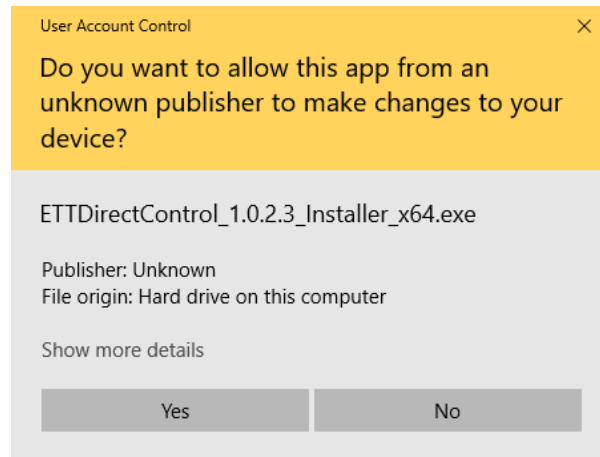 User Account Control
Do you want to allow this app from an
unknown publisher to make changes to your
device?
ETTDirectControl_1.0.2.3_Installer_x64.exe
Publisher: Unknown
File origin: Hard drive on this computer
Show more details
Yes
No